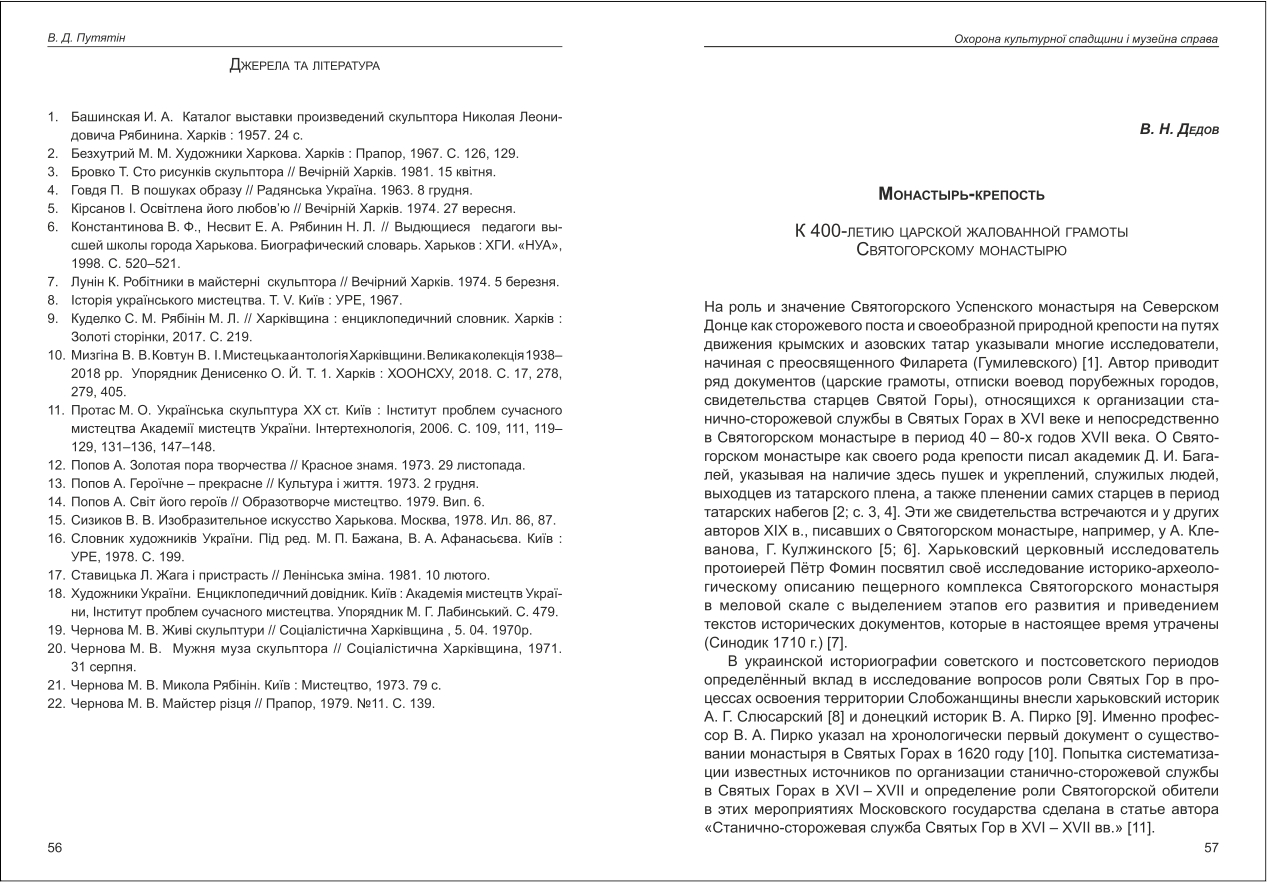 В. Д. Путятін
Джерела та література
1. Башинская И. А. Каталог выставки произведений скульптора Николая Леони-
довича Рябинина. Харків : 1957. 24 с.
2. Безхутрий М. М. Художники Харкова. Харків : Прапор, 1967. С. 126, 129.
3. Бровко Т. Сто рисунків скульптора // Вечірній Харків. 1981. 15 квітня.
4. Говдя П. В пошуках образу // Радянська Україна. 1963. 8 грудня.
5. Кірсанов І. Освітлена його любов’ю // Вечірній Харків. 1974. 27 вересня.
6. Константинова В. Ф., Несвит Е. А. Рябинин Н. Л. // Выдющиеся педагоги вы-
сшей школы города Харькова. Биографический словарь. Харьков : ХГИ. «НУА»,
1998. С. 520–521.
7. Лунін К. Робітники в майстерні скульптора // Вечірний Харків. 1974. 5 березня.
8. Історія українського мистецтва. Т. V. Київ : УРЕ, 1967.
9. Куделко С. М. Рябінін М. Л. // Харківщина : енциклопедичний словник. Харків :
Золоті сторінки, 2017. С. 219.
10. Мизгіна В. В. Ковтун В. І. Мистецька антологія Харківщини. Велика колекція 1938–
2018 рр. Упорядник Денисенко О. Й. Т. 1. Харків : ХООНСХУ, 2018. С. 17, 278,
279, 405.
11. Протас М. О. Українська скульптура ХХ ст. Київ : Інститут проблем сучасного
мистецтва Академії мистецтв України. Інтертехнологія, 2006. С. 109, 111, 119–
129, 131–136, 147–148.
12. Попов А. Золотая пора творчества // Красное знамя. 1973. 29 листопада.
13. Попов А. Героїчне – прекрасне // Культура і життя. 1973. 2 грудня.
14. Попов А. Світ його героїв // Образотворче мистецтво. 1979. Вип. 6.
15. Сизиков В. В. Изобразительное искусство Харькова. Москва, 1978. Ил. 86, 87.
16. Словник художників України. Під ред. М. П. Бажана, В. А. Афанасьєва. Київ :
УРЕ, 1978. С. 199.
17. Ставицька Л. Жага і пристрасть // Ленінська зміна. 1981. 10 лютого.
18. Художники України. Енциклопедичний довідник. Київ : Академія мистецтв Украї-
ни, Інститут проблем сучасного мистецтва. Упорядник М. Г. Лабинський. С. 479.
19. Чернова М. В. Живі скульптури // Соціалістична Харківщина , 5. 04. 1970р.
20. Чернова М. В. Мужня муза скульптора // Соціалістична Харківщина, 1971.
31 серпня.
21. Чернова М. В. Микола Рябінін. Київ : Мистецтво, 1973. 79 с.
22. Чернова М. В. Майстер різця // Прапор, 1979. №11. С. 139.
56
Охорона культурної спадщини і музейна справа
В. Н. Дедов
Монастырь-крепость
К 400-летию царской жалованной грамоты
Святогорскому монастырю
На роль и значение Святогорского Успенского монастыря на Северском
Донце как сторожевого поста и своеобразной природной крепости на путях
движения крымских и азовских татар указывали многие исследователи,
начиная с преосвященного Филарета (Гумилевского) [1]. Автор приводит
ряд документов (царские грамоты, отписки воевод порубежных городов,
свидетельства старцев Святой Горы), относящихся к организации ста-
нично-сторожевой службы в Святых Горах в XVI веке и непосредственно
в Святогорском монастыре в период 40 – 80-х годов XVII века. О Свято-
горском монастыре как своего рода крепости писал академик Д. И. Бага-
лей, указывая на наличие здесь пушек и укреплений, служилых людей,
выходцев из татарского плена, а также пленении самих старцев в период
татарских набегов [2; с. 3, 4]. Эти же свидетельства встречаются и у других
авторов XIX в., писавших о Святогорском монастыре, например, у А. Кле-
ванова, Г. Кулжинского [5; 6]. Харьковский церковный исследователь
протоиерей Пётр Фомин посвятил своё исследование историко-археоло-
гическому описанию пещерного комплекса Святогорского монастыря
в меловой скале с выделением этапов его развития и приведением
текстов исторических документов, которые в настоящее время утрачены
(Синодик 1710 г.) [7].
В украинской историографии советского и постсоветского периодов
определённый вклад в исследование вопросов роли Святых Гор в про-
цессах освоения территории Слобожанщины внесли харьковский историк
А. Г. Слюсарский [8] и донецкий историк В. А. Пирко [9]. Именно профес-
сор В. А. Пирко указал на хронологически первый документ о существо-
вании монастыря в Святых Горах в 1620 году [10]. Попытка систематиза-
ции известных источников по организации станично-сторожевой службы
в Святых Горах в XVI – XVII и определение роли Святогорской обители
в этих мероприятиях Московского государства сделана в статье автора
«Станично-сторожевая служба Святых Гор в XVI – XVII вв.» [11].
57